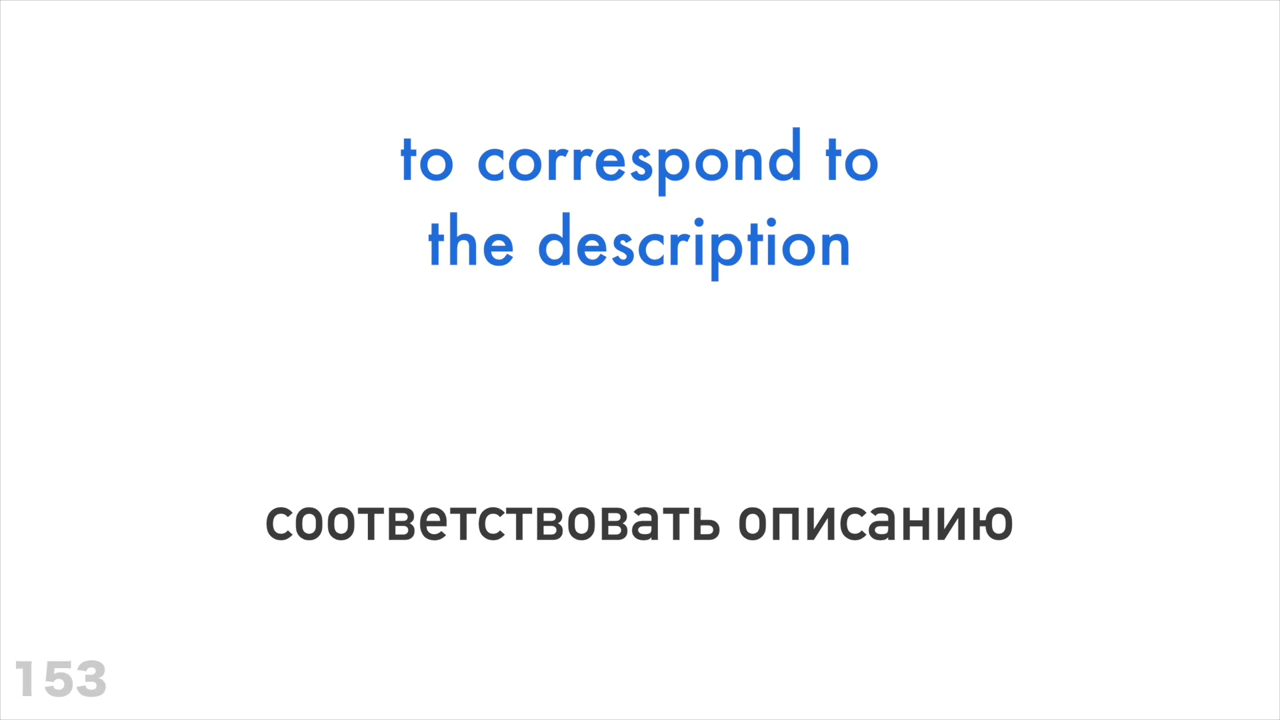 to correspond to
the description
соответствовать описанию
153